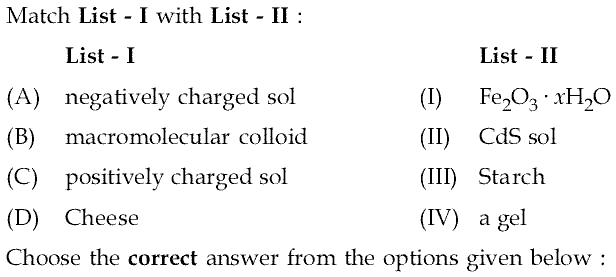 Match List - I with List - II :
List - I List - II
(A) negatively charged sol (I) Fe₂O₃ · xH₂O
(B) macromolecular colloid (II) CdS sol
(C) positively charged sol (III) Starch
(D) Cheese (IV) a gel
Choose the correct answer from the options given below :